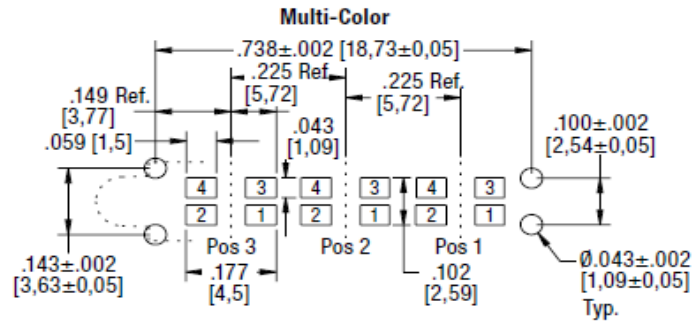 Multi-Color
.738±.002 [18,73±0,05]
.225 Ref.
[5,72]
.225 Ref.
[5,72]
.149 Ref.
[3,77]
.059 [1,5]
.043
[1,09]
.100±.002
[2,54±0,05]
4 3 4 3 4 3
2 1 2 1 2 1
Pos 3 Pos 2 Pos 1
.143±.002
[3,63±0,05]
.177
[4,5]
.102
[2,59]
Ø.043±.002
[1,09±0,05]
Typ.